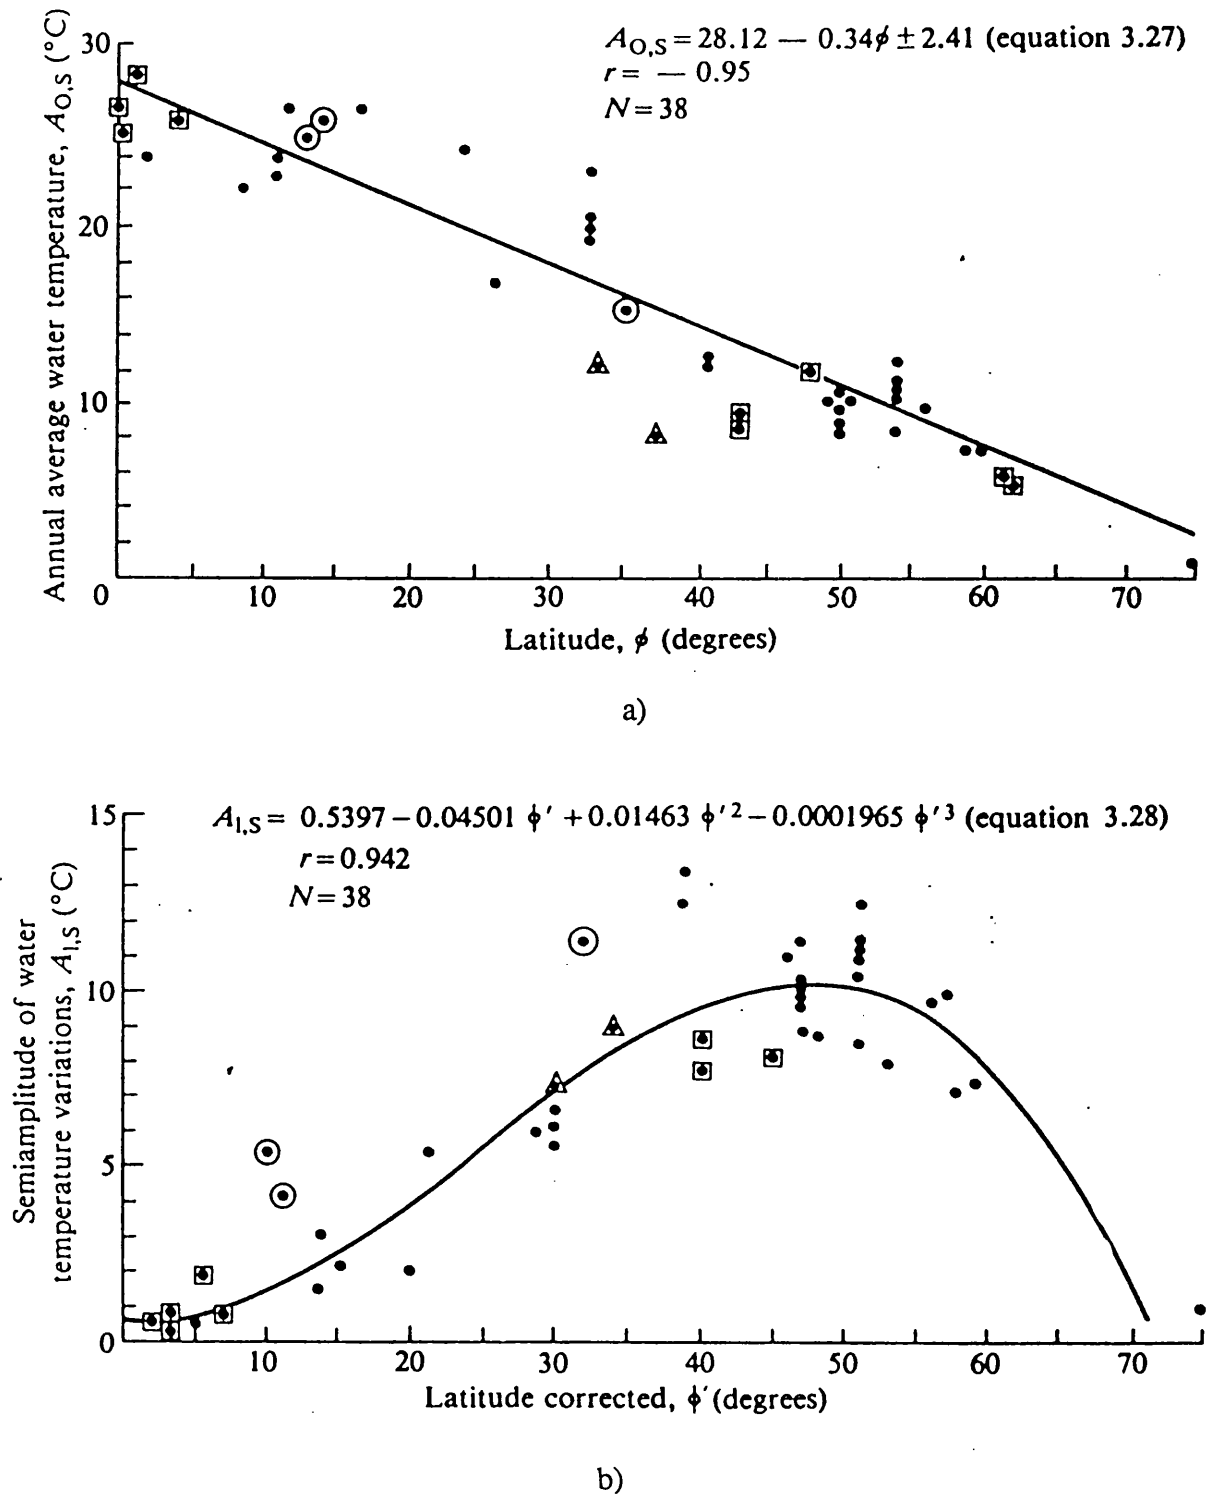 A_O,S = 28.12 − 0.34ϕ ± 2.41 (equation 3.27)
r = − 0.95
N = 38
Annual average water temperature, A_O,S (°C)
30
20
10
0
10
20
30
40
50
60
70
Latitude, ϕ (degrees)
a)
A_1,S = 0.5397 − 0.04501 ϕ′ + 0.01463 ϕ′² − 0.0001965 ϕ′³ (equation 3.28)
r = 0.942
N = 38
Semiamplitude of water
temperature variations, A_1,S (°C)
15
10
5
0
10
20
30
40
50
60
70
Latitude corrected, ϕ′ (degrees)
b)